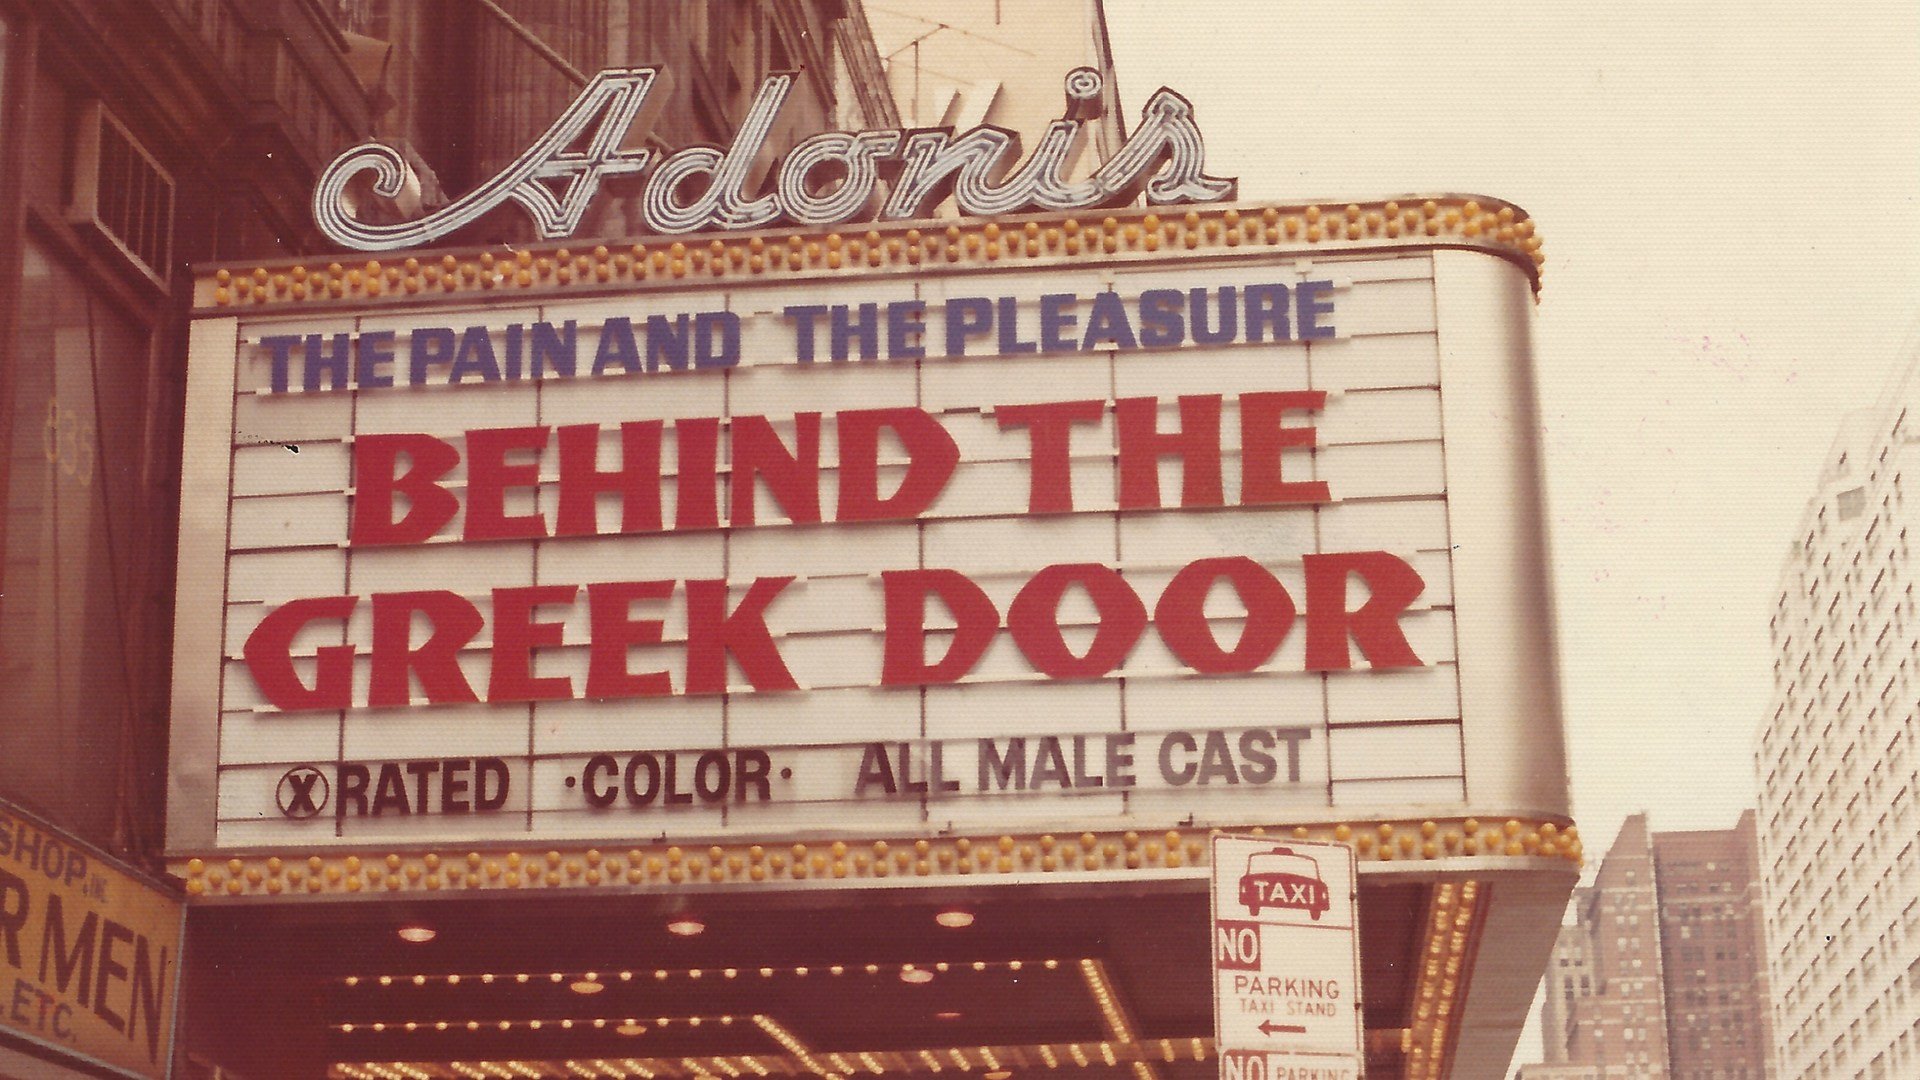 Adonis
THE PAIN AND THE PLEASURE
BEHIND THE
GREEK DOOR
X RATED · COLOR · ALL MALE CAST
SHOP, INC
R MEN
, ETC.
TAXI
NO
PARKING
TAXI STAND
NO PARKING